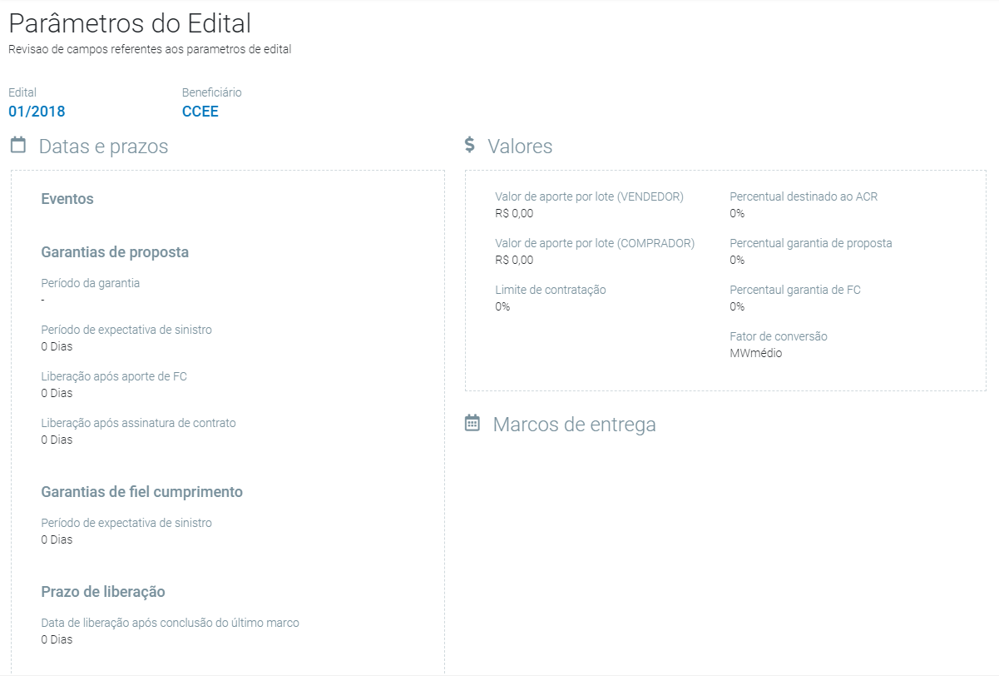 Parâmetros do Edital
Revisao de campos referentes aos parametros de edital
Edital
01/2018
Beneficiário
CCEE
Datas e prazos
Eventos
Garantias de proposta
Período da garantia
-
Período de expectativa de sinistro
0 Dias
Liberação após aporte de FC
0 Dias
Liberação após assinatura de contrato
0 Dias
Garantias de fiel cumprimento
Período de expectativa de sinistro
0 Dias
Prazo de liberação
Data de liberação após conclusão do último marco
0 Dias
$ Valores
Valor de aporte por lote (VENDEDOR)
R$ 0,00
Valor de aporte por lote (COMPRADOR)
R$ 0,00
Limite de contratação
0%
Percentual destinado ao ACR
0%
Percentual garantia de proposta
0%
Percentaul garantia de FC
0%
Fator de conversão
MWmédio
Marcos de entrega